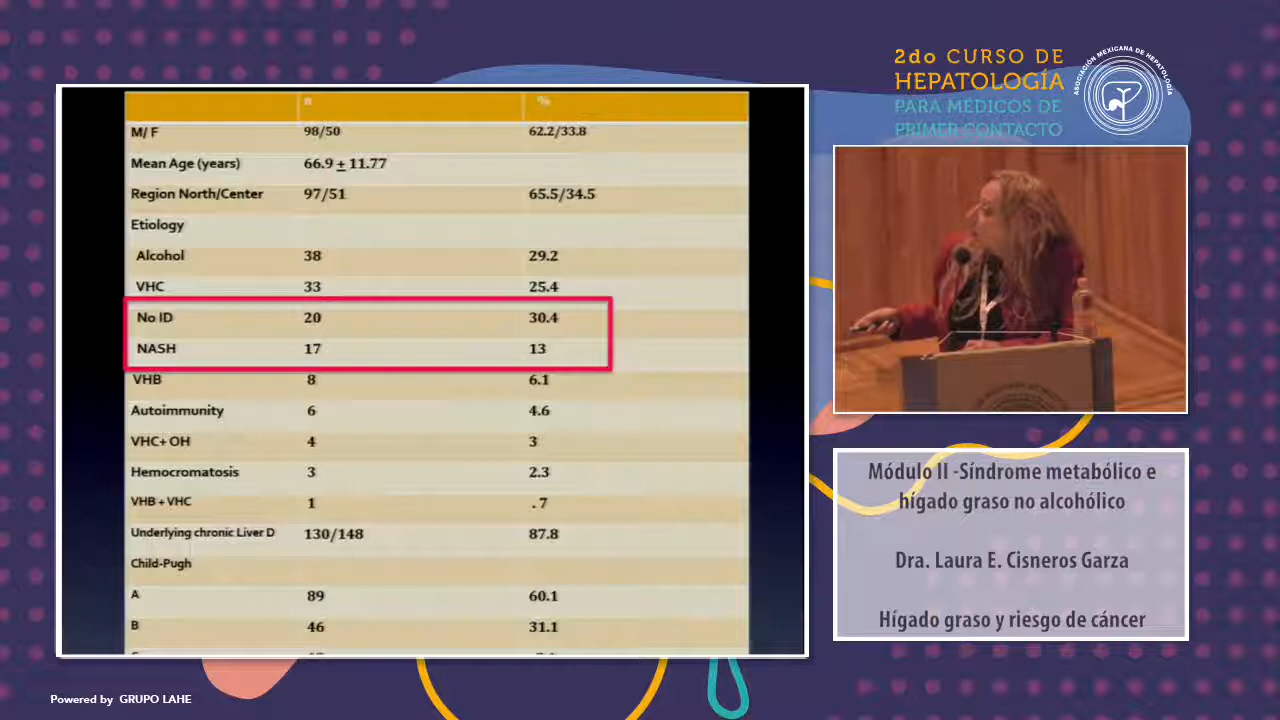 2do CURSO DE
HEPATOLOGÍA
PARA MÉDICOS DE
PRIMER CONTACTO
ASOCIACIÓN MEXICANA DE HEPATOLOGÍA
n %
M/ F 98/50 62.2/33.8
Mean Age (years) 66.9 ± 11.77
Region North/Center 97/51 65.5/34.5
Etiology
Alcohol 38 29.2
VHC 33 25.4
No ID 20 30.4
NASH 17 13
VHB 8 6.1
Autoimmunity 6 4.6
VHC+ OH 4 3
Hemocromatosis 3 2.3
VHB + VHC 1 . 7
Underlying chronic Liver D 130/148 87.8
Child-Pugh
A 89 60.1
B 46 31.1
Módulo II -Síndrome metabólico e
hígado graso no alcohólico
Dra. Laura E. Cisneros Garza
Hígado graso y riesgo de cáncer
Powered by GRUPO LAHE